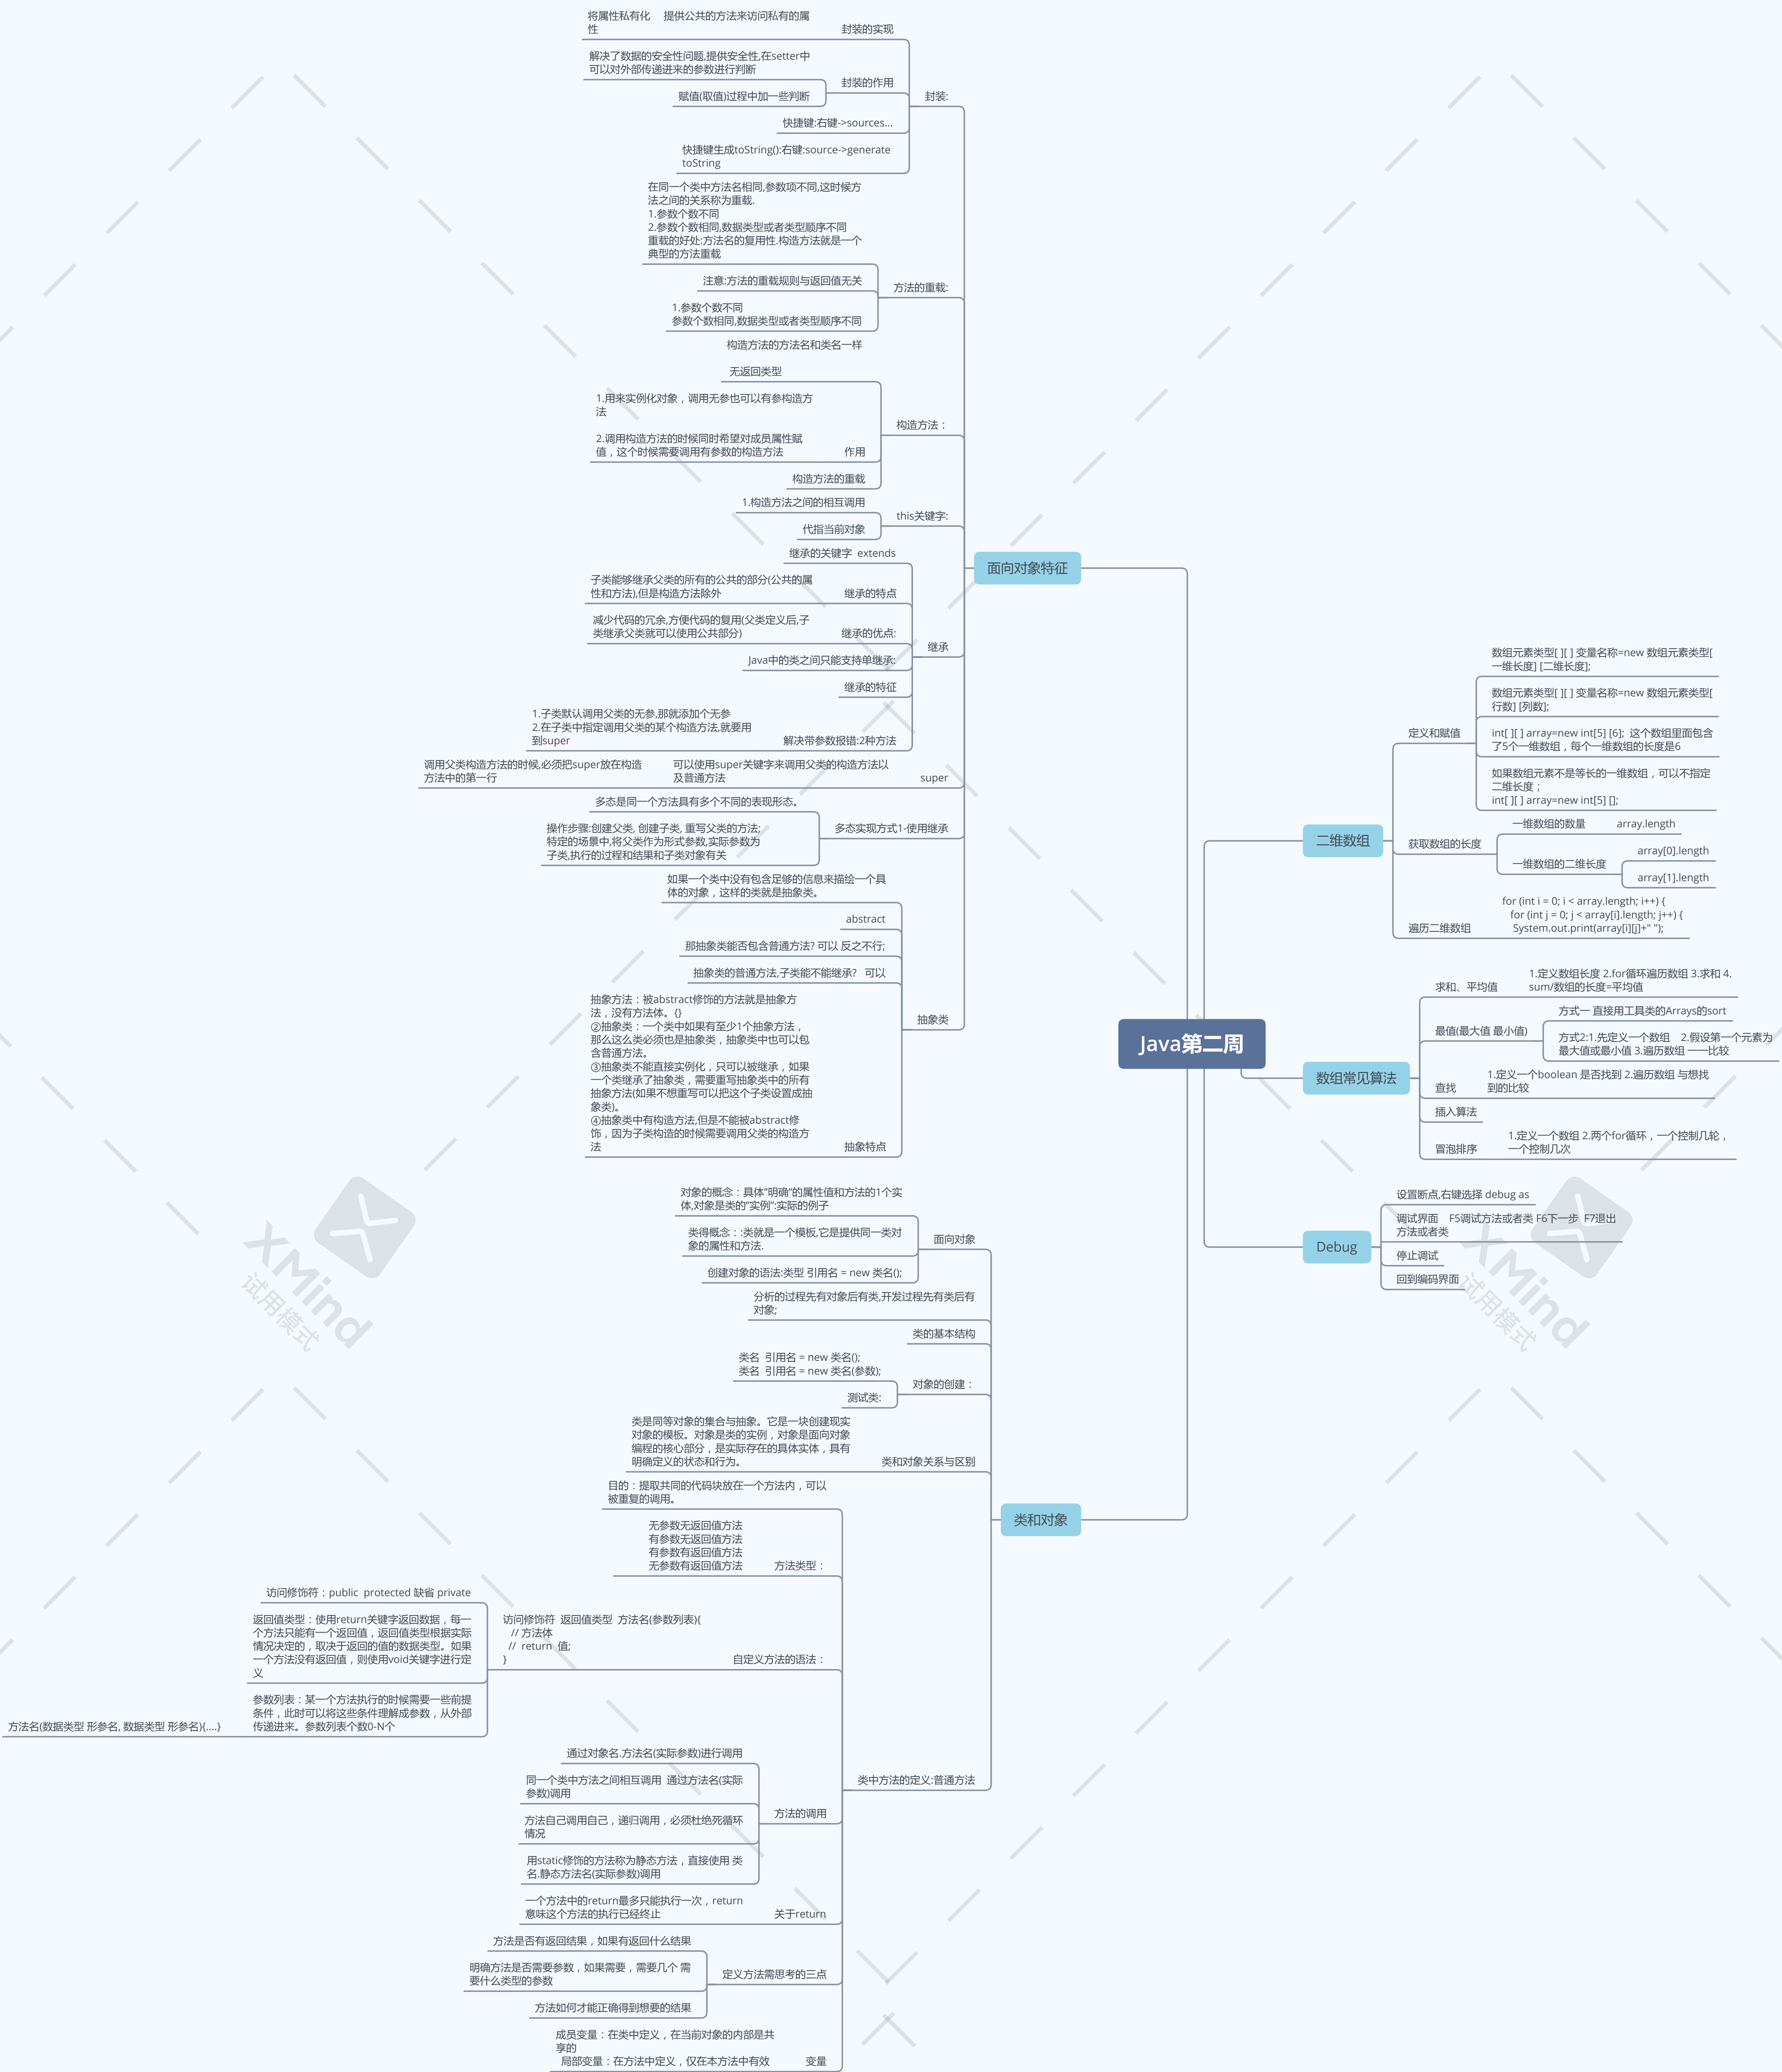 Java第二周
二维数组
定义和赋值
数组元素类型[ ][ ] 变量名称=new 数组元素类型[
一维长度] [二维长度];
数组元素类型[ ][ ] 变量名称=new 数组元素类型[
行数] [列数];
int[ ][ ] array=new int[5] [6];  这个数组里面包含
了5个一维数组，每个一维数组的长度是6
如果数组元素不是等长的一维数组，可以不指定
二维长度；
int[ ][ ] array=new int[5] [];
获取数组的长度
一维数组的数量
array.length
一维数组的二维长度
array[0].length
array[1].length
遍历二维数组
for (int i = 0; i < array.length; i++) {
for (int j = 0; j < array[i].length; j++) {
System.out.print(array[i][j]+" ");
数组常见算法
求和、平均值
1.定义数组长度 2.for循环遍历数组 3.求和 4.
sum/数组的长度=平均值
最值(最大值 最小值)
方式一 直接用工具类的Arrays的sort
方式2:1.先定义一个数组    2.假设第一个元素为
最大值或最小值 3.遍历数组 一一比较
查找
1.定义一个boolean 是否找到 2.遍历数组 与想找
到的比较
插入算法
冒泡排序
1.定义一个数组 2.两个for循环，一个控制几轮，
一个控制几次
Debug
设置断点,右键选择 debug as
调试界面    F5调试方法或者类 F6下一步  F7退出
方法或者类
停止调试
回到编码界面
面向对象特征
封装:
封装的实现
将属性私有化     提供公共的方法来访问私有的属
性
封装的作用
解决了数据的安全性问题,提供安全性,在setter中
可以对外部传递进来的参数进行判断
赋值(取值)过程中加一些判断
快捷键:右键->sources...
快捷键生成toString():右键:source->generate
toString
方法的重载:
在同一个类中方法名相同,参数项不同,这时候方
法之间的关系称为重载.
1.参数个数不同
2.参数个数相同,数据类型或者类型顺序不同
重载的好处:方法名的复用性.构造方法就是一个
典型的方法重载
注意:方法的重载规则与返回值无关
1.参数个数不同
参数个数相同,数据类型或者类型顺序不同
构造方法：
构造方法的方法名和类名一样
无返回类型
作用
1.用来实例化对象，调用无参也可以有参构造方
法
2.调用构造方法的时候同时希望对成员属性赋
值，这个时候需要调用有参数的构造方法
构造方法的重载
this关键字:
1.构造方法之间的相互调用
代指当前对象
继承
继承的关键字  extends
继承的特点
子类能够继承父类的所有的公共的部分(公共的属
性和方法),但是构造方法除外
继承的优点:
减少代码的冗余,方便代码的复用(父类定义后,子
类继承父类就可以使用公共部分)
Java中的类之间只能支持单继承:
继承的特征
解决带参数报错:2种方法
1.子类默认调用父类的无参,那就添加个无参
2.在子类中指定调用父类的某个构造方法,就要用
到super
super
可以使用super关键字来调用父类的构造方法以
及普通方法
调用父类构造方法的时候,必须把super放在构造
方法中的第一行
多态实现方式1-使用继承
多态是同一个方法具有多个不同的表现形态。
操作步骤:创建父类, 创建子类, 重写父类的方法;
特定的场景中,将父类作为形式参数,实际参数为
子类,执行的过程和结果和子类对象有关
抽象类
如果一个类中没有包含足够的信息来描绘一个具
体的对象，这样的类就是抽象类。
abstract
那抽象类能否包含普通方法? 可以 反之不行;
抽象类的普通方法,子类能不能继承?   可以
抽象特点
抽象方法：被abstract修饰的方法就是抽象方
法，没有方法体。{}
②抽象类：一个类中如果有至少1个抽象方法，
那么这么类必须也是抽象类，抽象类中也可以包
含普通方法。
③抽象类不能直接实例化，只可以被继承，如果
一个类继承了抽象类，需要重写抽象类中的所有
抽象方法(如果不想重写可以把这个子类设置成抽
象类)。
④抽象类中有构造方法,但是不能被abstract修
饰，因为子类构造的时候需要调用父类的构造方
法
类和对象
面向对象
对象的概念：具体"明确"的属性值和方法的1个实
体,对象是类的"实例":实际的例子
类得概念：:类就是一个模板,它是提供同一类对
象的属性和方法.
创建对象的语法:类型 引用名 = new 类名();
分析的过程先有对象后有类,开发过程先有类后有
对象;
类的基本结构
对象的创建：
类名  引用名 = new 类名();
类名  引用名 = new 类名(参数);
测试类:
类和对象关系与区别
类是同等对象的集合与抽象。它是一块创建现实
对象的模板。对象是类的实例，对象是面向对象
编程的核心部分，是实际存在的具体实体，具有
明确定义的状态和行为。
类中方法的定义:普通方法
目的：提取共同的代码块放在一个方法内，可以
被重复的调用。
方法类型：
无参数无返回值方法
有参数无返回值方法
有参数有返回值方法
无参数有返回值方法
自定义方法的语法：
访问修饰符  返回值类型  方法名(参数列表){
// 方法体
//  return  值;
}
访问修饰符：public  protected 缺省 private
返回值类型：使用return关键字返回数据，每一
个方法只能有一个返回值，返回值类型根据实际
情况决定的，取决于返回的值的数据类型。如果
一个方法没有返回值，则使用void关键字进行定
义
参数列表：某一个方法执行的时候需要一些前提
条件，此时可以将这些条件理解成参数，从外部
传递进来。参数列表个数0-N个
方法名(数据类型 形参名, 数据类型 形参名){....}
方法的调用
通过对象名.方法名(实际参数)进行调用
同一个类中方法之间相互调用  通过方法名(实际
参数)调用
方法自己调用自己，递归调用，必须杜绝死循环
情况
用static修饰的方法称为静态方法，直接使用 类
名.静态方法名(实际参数)调用
关于return
一个方法中的return最多只能执行一次，return
意味这个方法的执行已经终止
定义方法需思考的三点
方法是否有返回结果，如果有返回什么结果
明确方法是否需要参数，如果需要，需要几个 需
要什么类型的参数
方法如何才能正确得到想要的结果
变量
成员变量：在类中定义，在当前对象的内部是共
享的
局部变量：在方法中定义，仅在本方法中有效
XMind
试用模式
XMind
试用模式